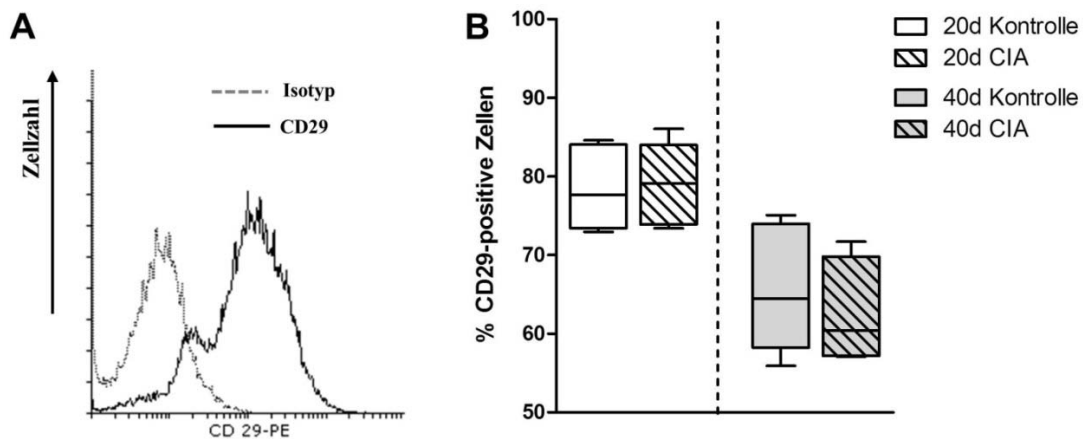 A
Zellzahl
Isotyp
CD29
CD 29-PE
B
% CD29-positive Zellen
100
90
80
70
60
50
20d Kontrolle
20d CIA
40d Kontrolle
40d CIA